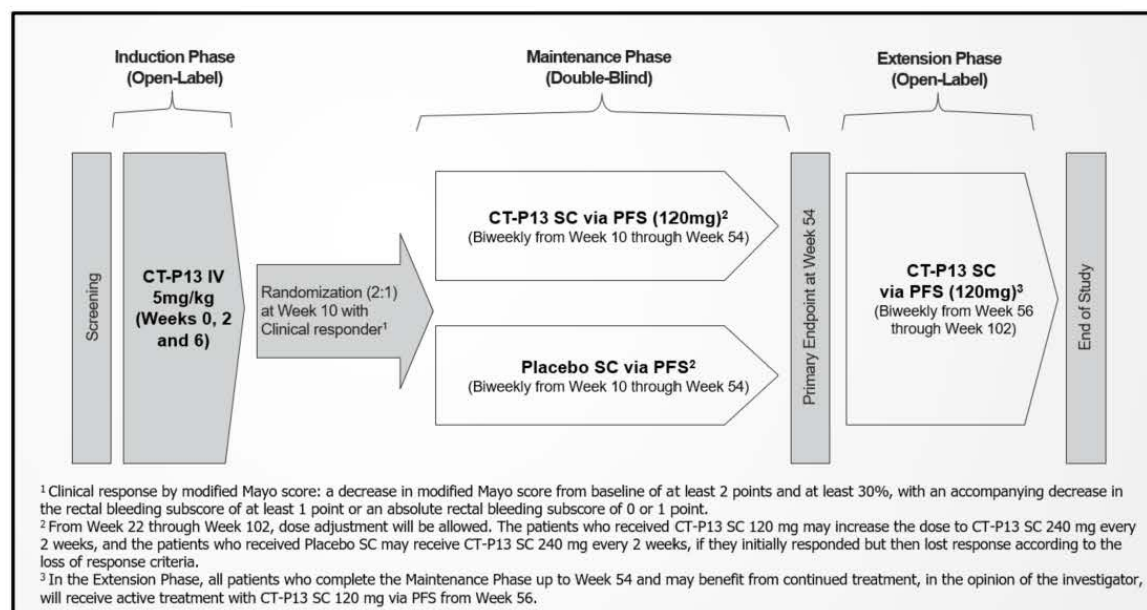 Induction Phase
(Open-Label)
Maintenance Phase
(Double-Blind)
Extension Phase
(Open-Label)
Screening
CT-P13 IV
5mg/kg
(Weeks 0, 2
and 6)
Randomization (2:1)
at Week 10 with
Clinical responder¹
CT-P13 SC via PFS (120mg)²
(Biweekly from Week 10 through Week 54)
Placebo SC via PFS²
(Biweekly from Week 10 through Week 54)
Primary Endpoint at Week 54
CT-P13 SC
via PFS (120mg)³
(Biweekly from Week 56
through Week 102)
End of Study
¹ Clinical response by modified Mayo score: a decrease in modified Mayo score from baseline of at least 2 points and at least 30%, with an accompanying decrease in
the rectal bleeding subscore of at least 1 point or an absolute rectal bleeding subscore of 0 or 1 point.
² From Week 22 through Week 102, dose adjustment will be allowed. The patients who received CT-P13 SC 120 mg may increase the dose to CT-P13 SC 240 mg every
2 weeks, and the patients who received Placebo SC may receive CT-P13 SC 240 mg every 2 weeks, if they initially responded but then lost response according to the
loss of response criteria.
³ In the Extension Phase, all patients who complete the Maintenance Phase up to Week 54 and may benefit from continued treatment, in the opinion of the investigator,
will receive active treatment with CT-P13 SC 120 mg via PFS from Week 56.